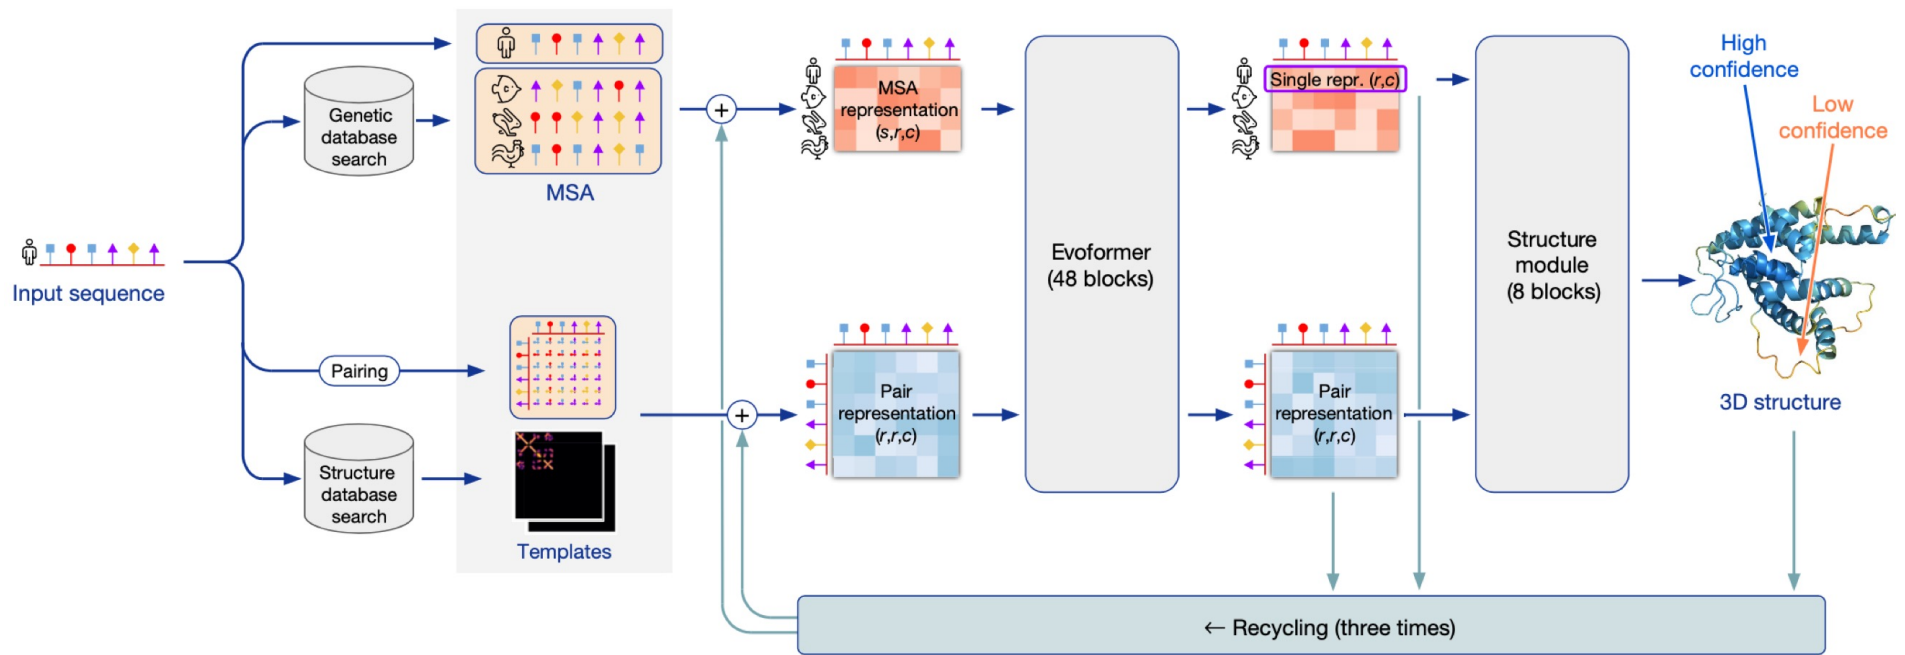 Input sequence
Genetic
database
search
MSA
Pairing
Structure
database
search
Templates
+
+
MSA
representation
(s,r,c)
Pair
representation
(r,r,c)
Evoformer
(48 blocks)
Single repr. (r,c)
Pair
representation
(r,r,c)
Structure
module
(8 blocks)
High
confidence
Low
confidence
3D structure
← Recycling (three times)